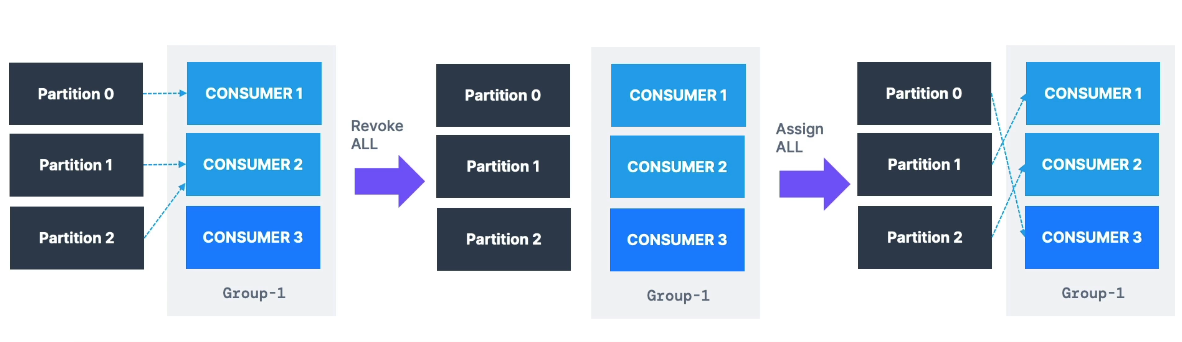 Partition 0
CONSUMER 1
Partition 1
CONSUMER 2
Partition 2
CONSUMER 3
Group-1
Revoke
ALL
Partition 0
CONSUMER 1
Partition 1
CONSUMER 2
Partition 2
CONSUMER 3
Group-1
Assign
ALL
Partition 0
CONSUMER 1
Partition 1
CONSUMER 2
Partition 2
CONSUMER 3
Group-1